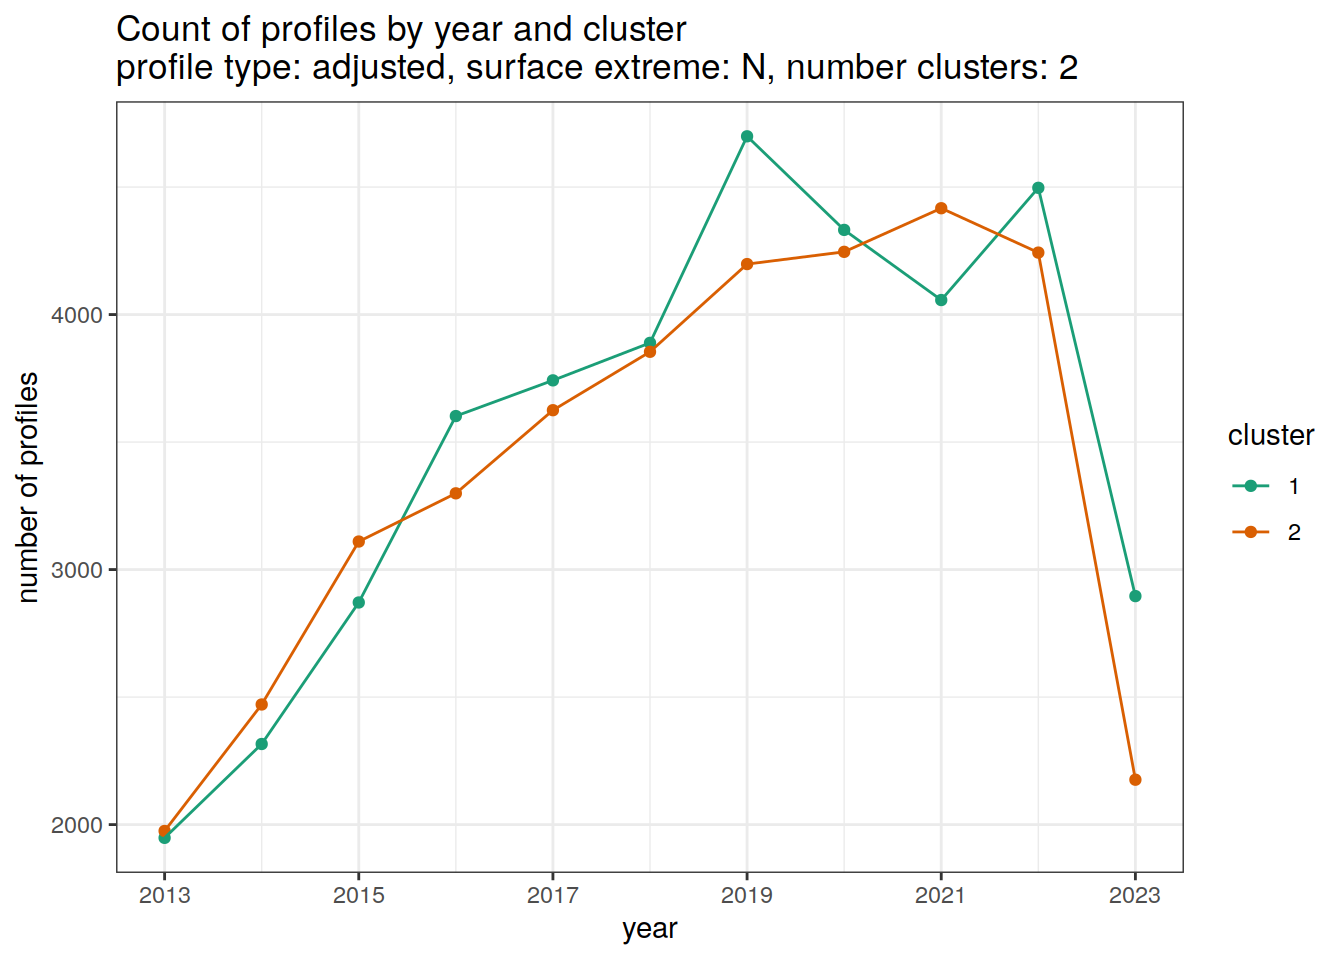 Count of profiles by year and cluster
profile type: adjusted, surface extreme: N, number clusters: 2
number of profiles
4000
3000
2000
2013 2015 2017 2019 2021 2023
year
cluster
1
2